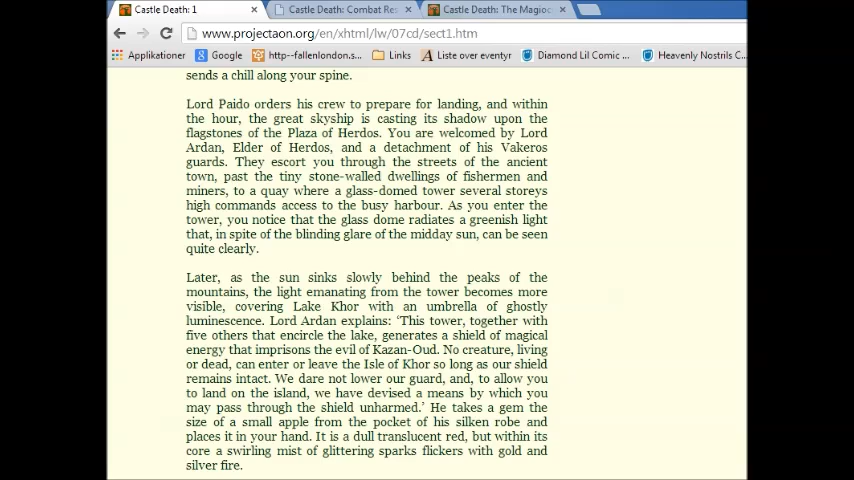 Castle Death: 1
Castle Death: Combat Re
Castle Death: The Magic
www.projectaon.org/en/xhtml/lw/07cd/sect1.htm
Applikationer
Google
http--fallenlondon.s...
Links
Liste over eventyr
Diamond Lil Comic ...
Heavenly Nostrils C...
sends a chill along your spine.
Lord Paido orders his crew to prepare for landing, and within
the hour, the great skyship is casting its shadow upon the
flagstones of the Plaza of Herdos. You are welcomed by Lord
Ardan, Elder of Herdos, and a detachment of his Vakeros
guards. They escort you through the streets of the ancient
town, past the tiny stone-walled dwellings of fishermen and
miners, to a quay where a glass-domed tower several storeys
high commands access to the busy harbour. As you enter the
tower, you notice that the glass dome radiates a greenish light
that, in spite of the blinding glare of the midday sun, can be seen
quite clearly.
Later, as the sun sinks slowly behind the peaks of the
mountains, the light emanating from the tower becomes more
visible, covering Lake Khor with an umbrella of ghostly
luminescence. Lord Ardan explains: ‘This tower, together with
five others that encircle the lake, generates a shield of magical
energy that imprisons the evil of Kazan-Oud. No creature, living
or dead, can enter or leave the Isle of Khor so long as our shield
remains intact. We dare not lower our guard, and, to allow you
to land on the island, we have devised a means by which you
may pass through the shield unharmed.’ He takes a gem the
size of a small apple from the pocket of his silken robe and
places it in your hand. It is a dull translucent red, but within its
core a swirling mist of glittering sparks flickers with gold and
silver fire.